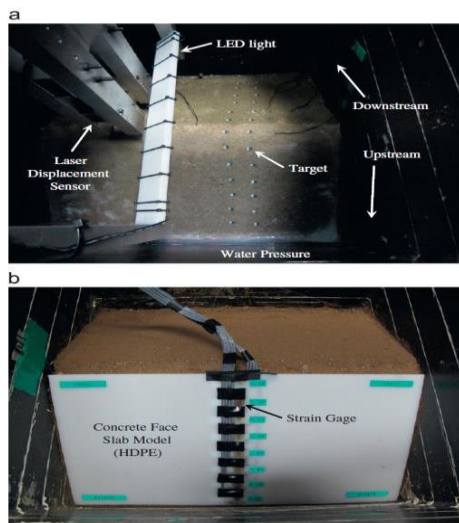 a
LED light
Downstream
Laser
Displacement
Sensor
Target
Upstream
Water Pressure
b
Strain Gage
Concrete Face
Slab Model
(HDPE)